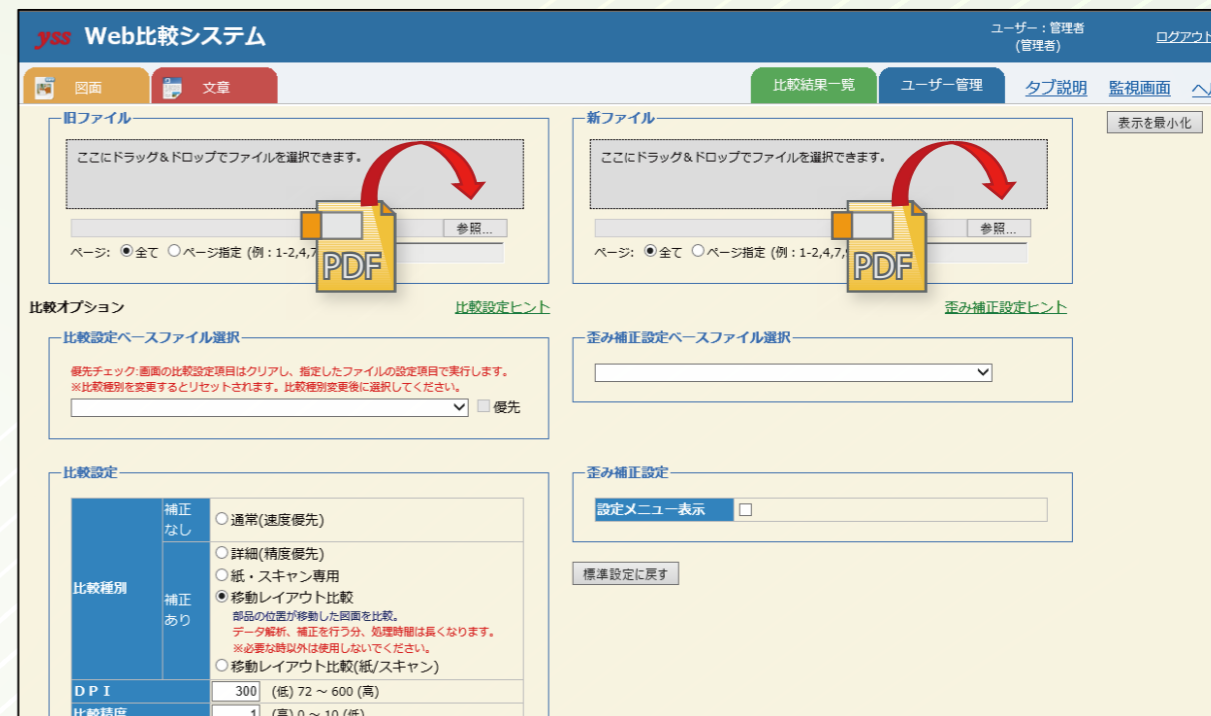 yss Web比較システム
ユーザー：管理者
(管理者)
ログアウト
図面
文章
比較結果一覧
ユーザー管理
タブ説明
監視画面
旧ファイル
ここにドラッグ&ドロップでファイルを選択できます。
参照...
ページ: 全て ページ指定 (例：1-2,4,7
PDF
新ファイル
ここにドラッグ&ドロップでファイルを選択できます。
参照...
ページ: 全て ページ指定 (例：1-2,4,7,
PDF
表示を最小化
比較オプション
比較設定ヒント
歪み補正設定ヒント
比較設定ベースファイル選択
優先チェック:画面の比較設定項目はクリアし、指定したファイルの設定項目で実行します。
※比較種別を変更するとリセットされます。比較種別変更後に選択してください。
優先
歪み補正設定ベースファイル選択
比較設定
比較種別
補正
なし
通常(速度優先)
補正
あり
詳細(精度優先)
紙・スキャン専用
移動レイアウト比較
部品の位置が移動した図面を比較。
データ解析、補正を行う分、処理時間は長くなります。
※必要な時以外は使用しないでください。
移動レイアウト比較(紙/スキャン)
ＤＰＩ
300 (低) 72 ～ 600 (高)
比較精度
1 (高) 0 ～ 10 (低)
歪み補正設定
設定メニュー表示
標準設定に戻す